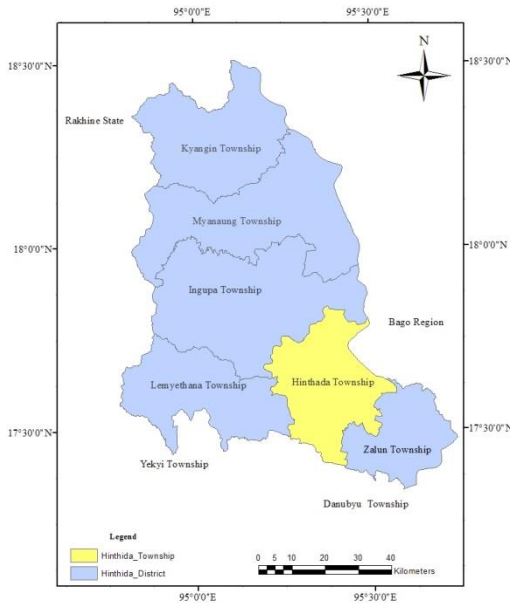 95°0'0"E
95°30'0"E
N
18°30'0"N
18°30'0"N
Rakhine State
Kyangin Township
Myanaung Township
18°0'0"N
18°0'0"N
Ingupa Township
Bago Region
Lemyethana Township
Hinthada Township
17°30'0"N
17°30'0"N
Zalun Township
Yekyi Township
Danubyu Township
Legend
Hinthida_Township
Hinthida_District
0 5 10 20 30 40
Kilometers
95°0'0"E
95°30'0"E